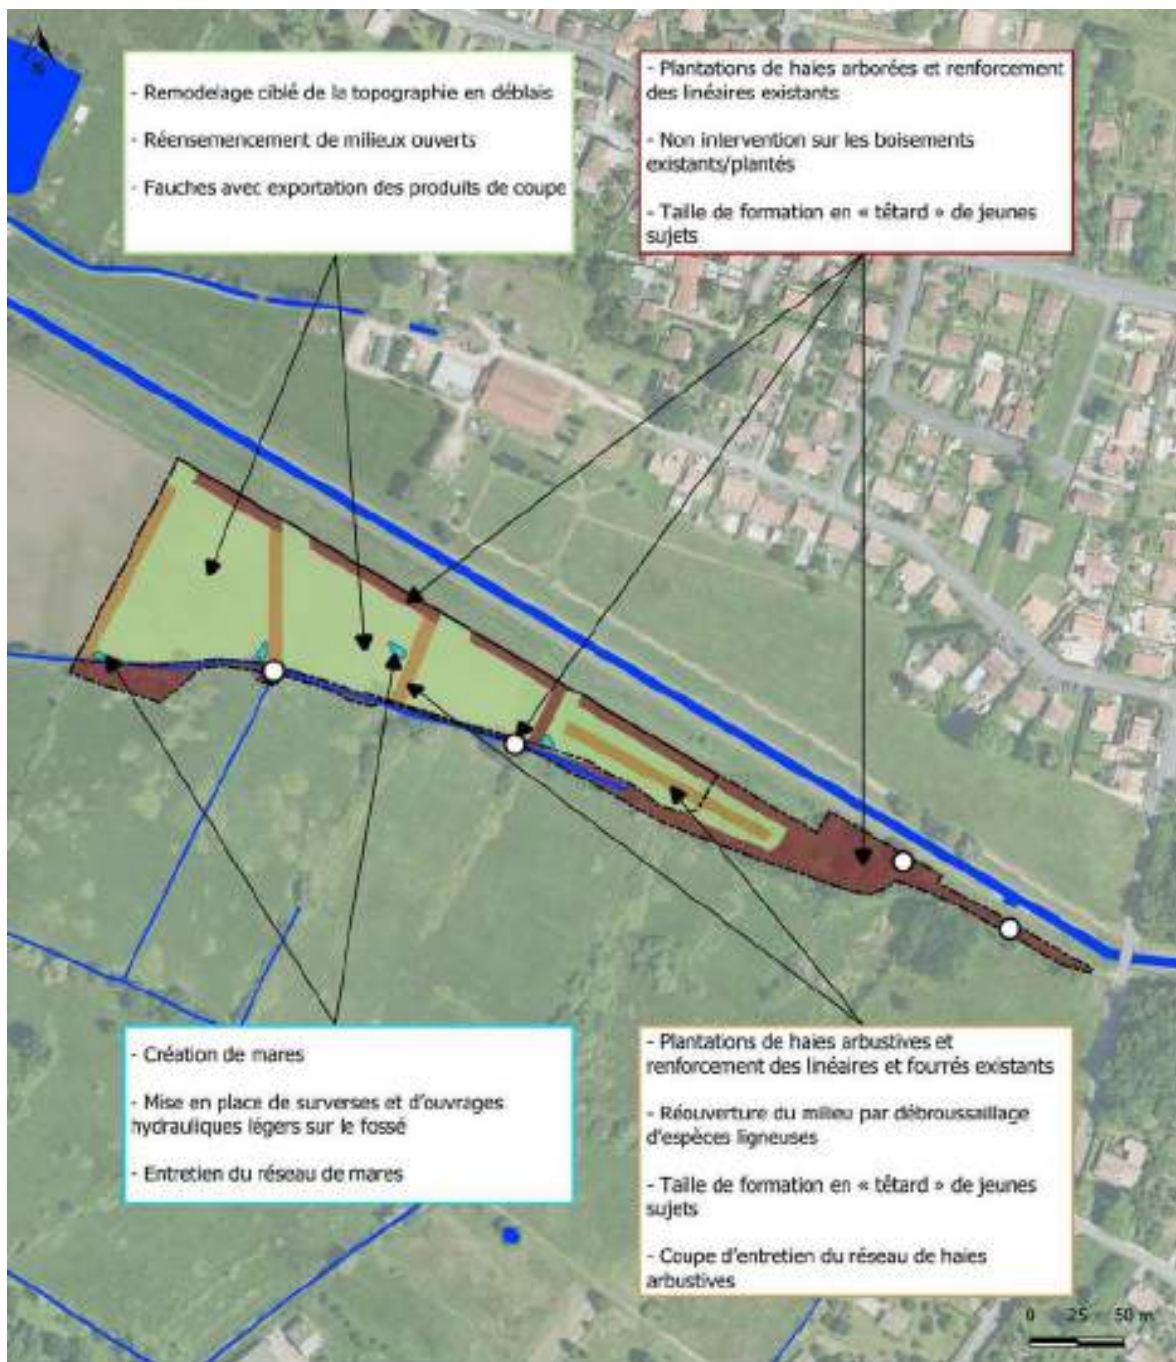 - Remodelage ciblé de la topographie en déblais
- Réensemencement de milieux ouverts
- Fauches avec exportation des produits de coupe
- Plantations de haies arborées et renforcement
des linéaires existants
- Non intervention sur les boisements
existants/plantés
- Taille de formation en « têtard » de jeunes
sujets
- Création de mares
- Mise en place de surverses et d'ouvrages
hydrauliques légers sur le fossé
- Entretien du réseau de mares
- Plantations de haies arbustives et
renforcement des linéaires et fourrés existants
- Réouverture du milieu par débroussaillage
d'espèces ligneuses
- Taille de formation en « têtard » de jeunes
sujets
- Coupe d'entretien du réseau de haies
arbustives
0 25 50 m